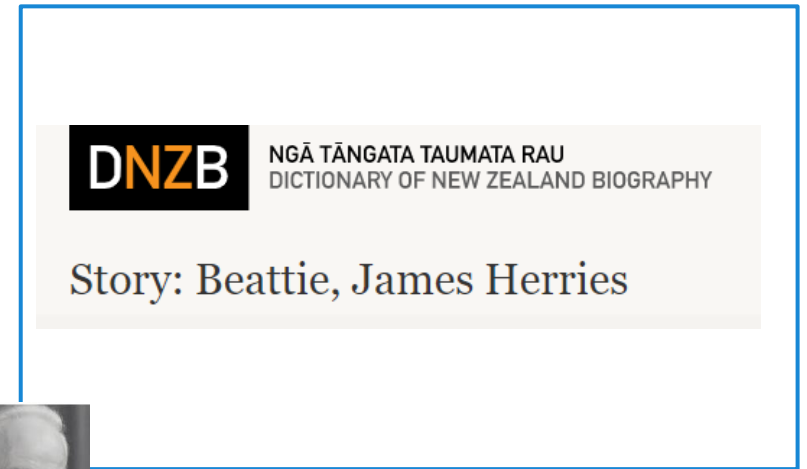 DNZB
NGĀ TĀNGATA TAUMATA RAU
DICTIONARY OF NEW ZEALAND BIOGRAPHY
Story: Beattie, James Herries